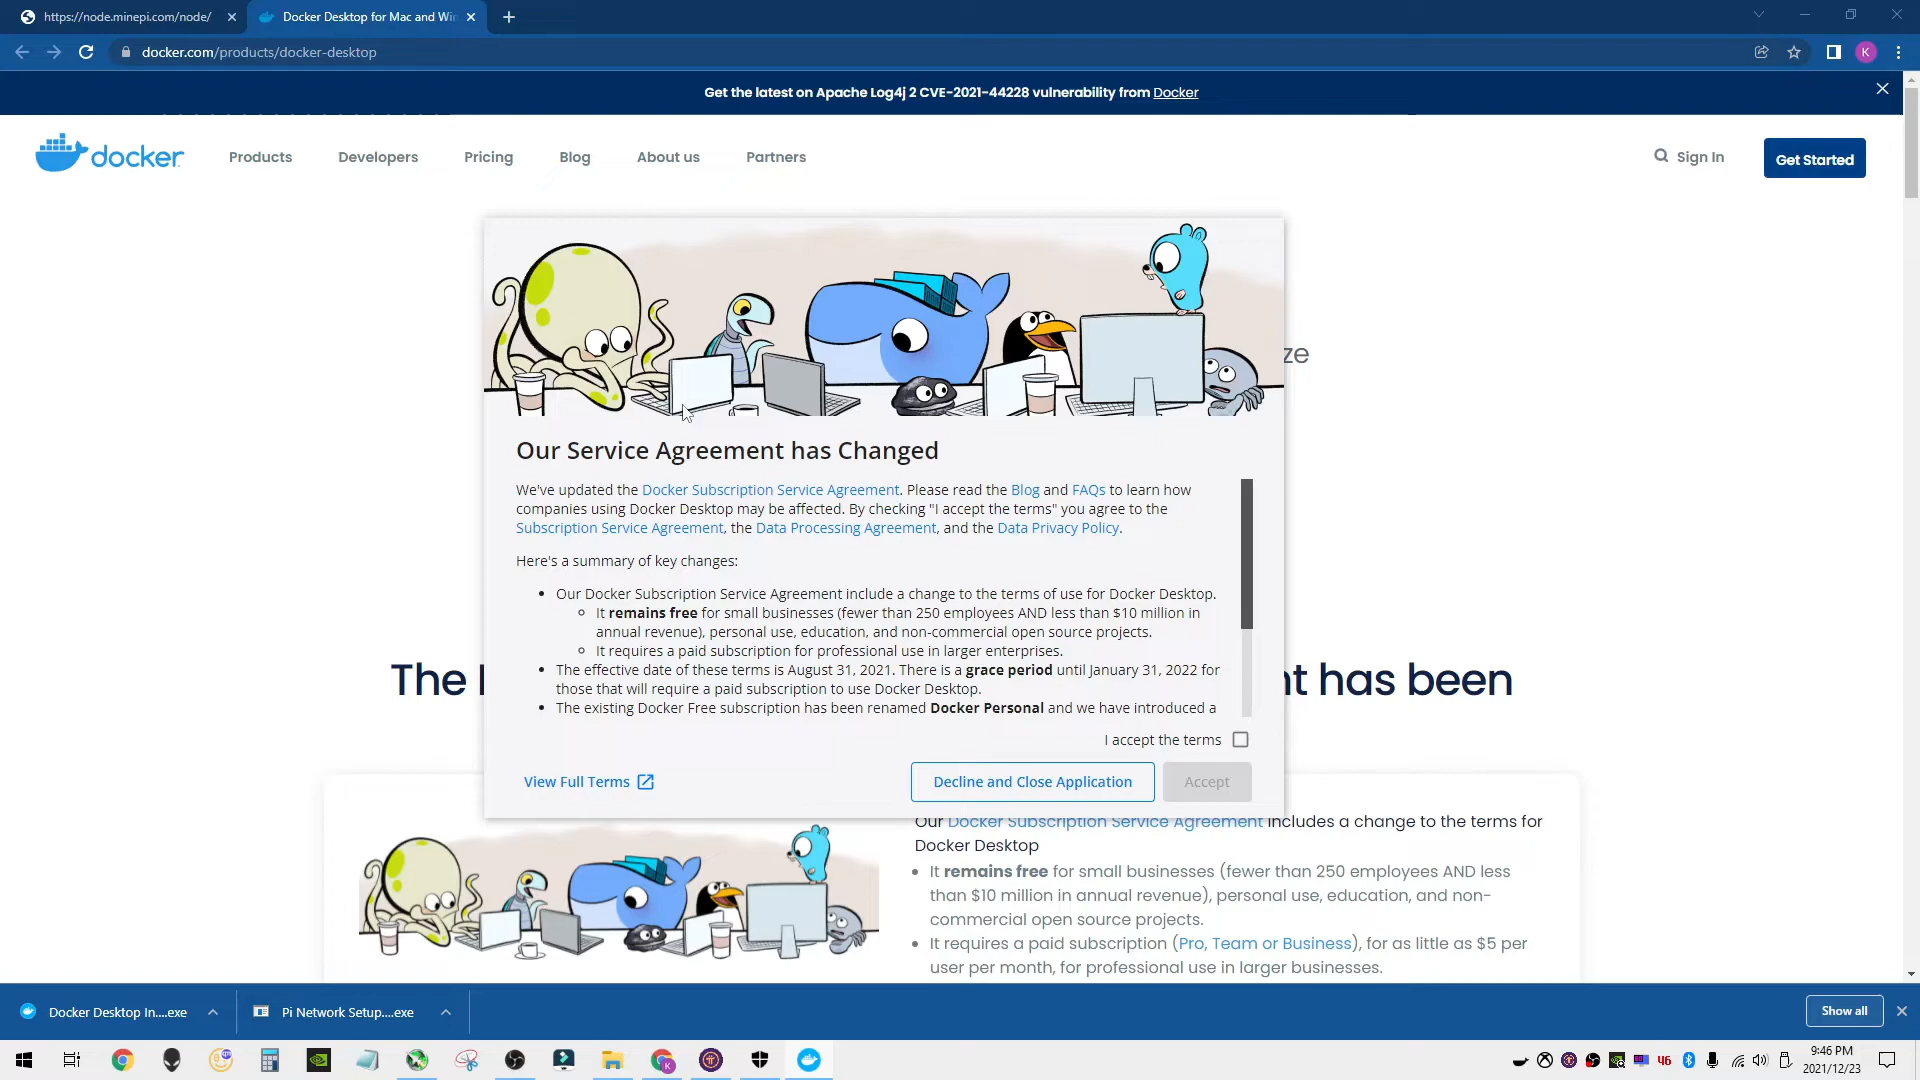 https://node.minepi.com/node/
Docker Desktop for Mac and Win
docker.com/products/docker-desktop
K
Get the latest on Apache Log4j 2 CVE-2021-44228 vulnerability from Docker
docker
Products
Developers
Pricing
Blog
About us
Partners
Sign In
Get Started
ze
Our Service Agreement has Changed
We've updated the Docker Subscription Service Agreement. Please read the Blog and FAQs to learn how
companies using Docker Desktop may be affected. By checking "I accept the terms" you agree to the
Subscription Service Agreement, the Data Processing Agreement, and the Data Privacy Policy.
Here's a summary of key changes:
• Our Docker Subscription Service Agreement include a change to the terms of use for Docker Desktop.
○ It remains free for small businesses (fewer than 250 employees AND less than $10 million in
annual revenue), personal use, education, and non-commercial open source projects.
○ It requires a paid subscription for professional use in larger enterprises.
• The effective date of these terms is August 31, 2021. There is a grace period until January 31, 2022 for
those that will require a paid subscription to use Docker Desktop.
• The existing Docker Free subscription has been renamed Docker Personal and we have introduced a
I accept the terms
View Full Terms
Decline and Close Application
Accept
The
nt has been
Our Docker Subscription Service Agreement includes a change to the terms for
Docker Desktop
• It remains free for small businesses (fewer than 250 employees AND less
than $10 million in annual revenue), personal use, education, and non-
commercial open source projects.
• It requires a paid subscription (Pro, Team or Business), for as little as $5 per
user per month, for professional use in larger businesses.
Docker Desktop In....exe
Pi Network Setup....exe
Show all
9:46 PM
2021/12/23